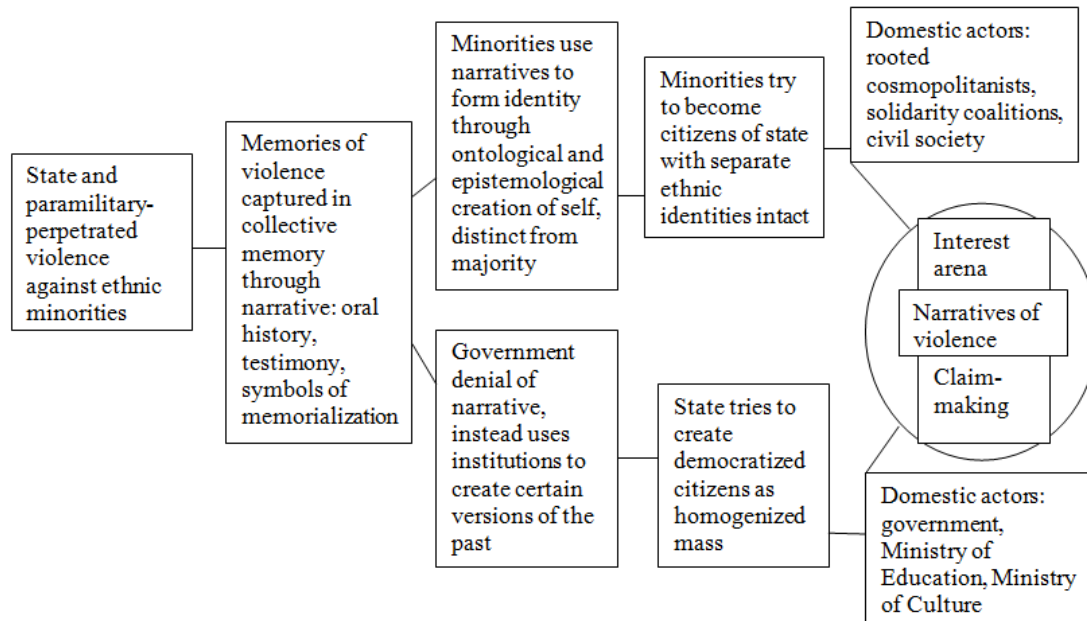 State and
paramilitary-
perpetrated
violence
against ethnic
minorities
Memories of
violence
captured in
collective
memory
through
narrative: oral
history,
testimony,
symbols of
memorialization
Minorities use
narratives to
form identity
through
ontological and
epistemological
creation of self,
distinct from
majority
Minorities try
to become
citizens of state
with separate
ethnic
identities intact
Domestic actors:
rooted
cosmopolitanists,
solidarity coalitions,
civil society
Government
denial of
narrative,
instead uses
institutions to
create certain
versions of the
past
State tries to
create
democratized
citizens as
homogenized
mass
Domestic actors:
government,
Ministry of
Education, Ministry
of Culture
Interest
arena
Narratives of
violence
Claim-
making